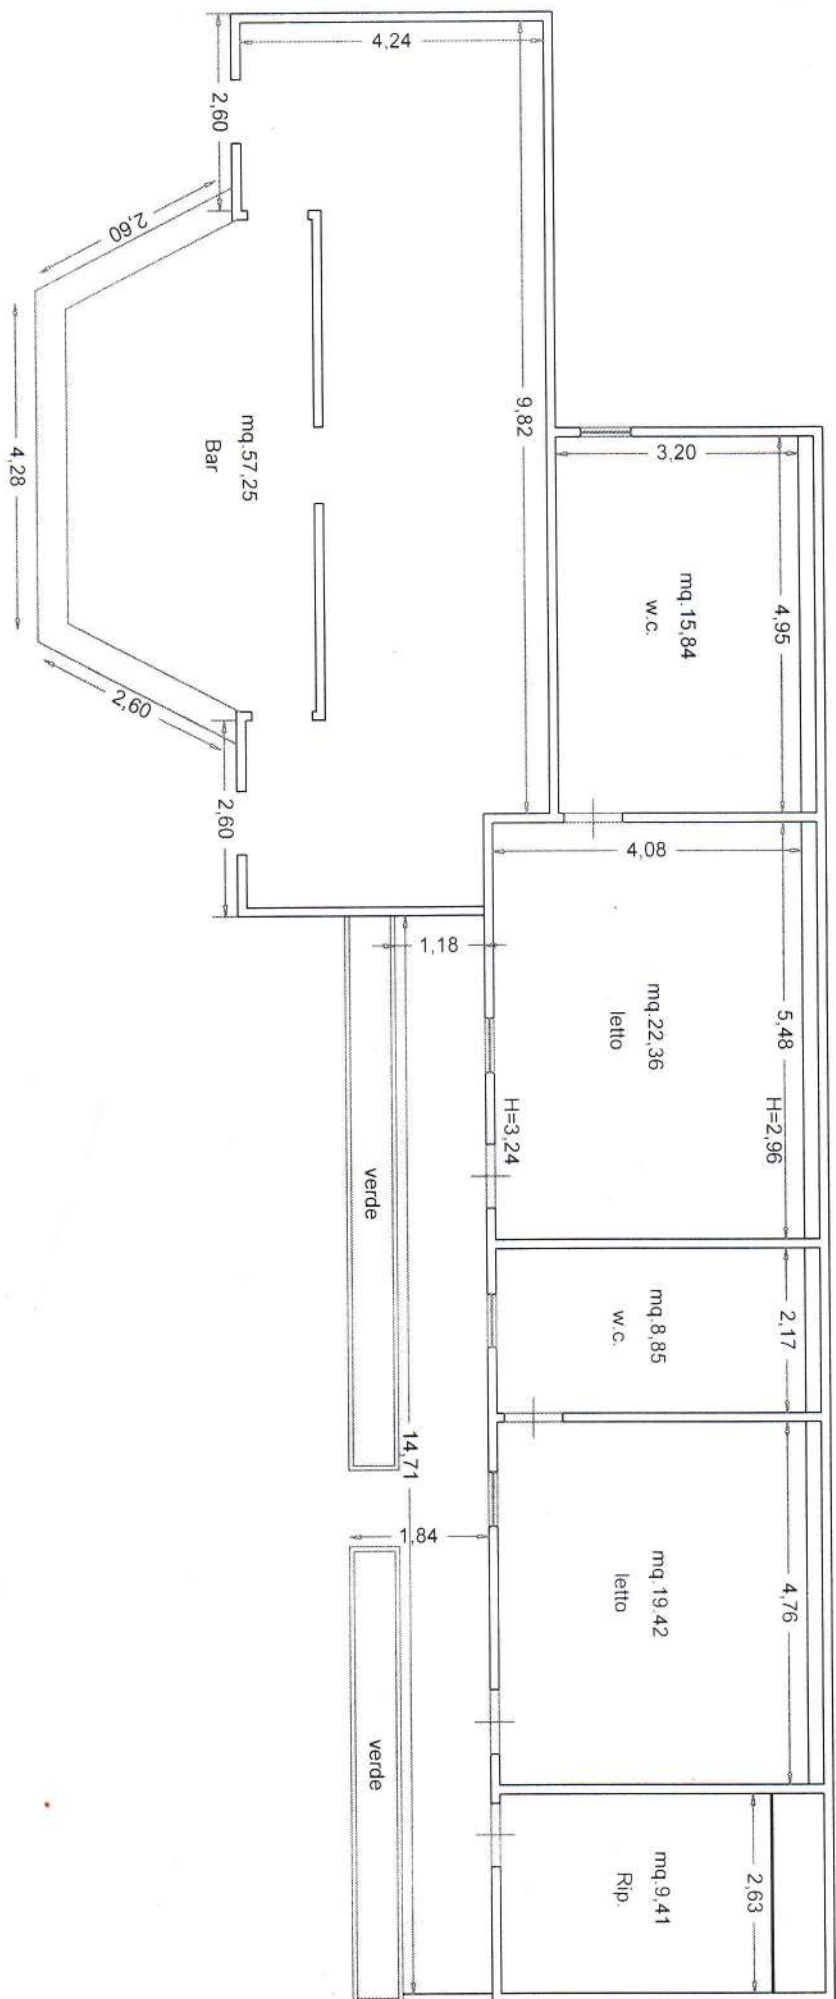 4,24
2,60
2,60
4,28
2,60
2,60
mq.57,25
Bar
9,82
3,20
4,95
mq.15,84
w.c.
4,08
5,48
H=2,96
mq.22,36
letto
H=3,24
1,18
verde
14,71
2,17
mq.8,85
w.c.
4,76
mq.19.42
letto
1,84
verde
2,63
mq.9,41
Rip.